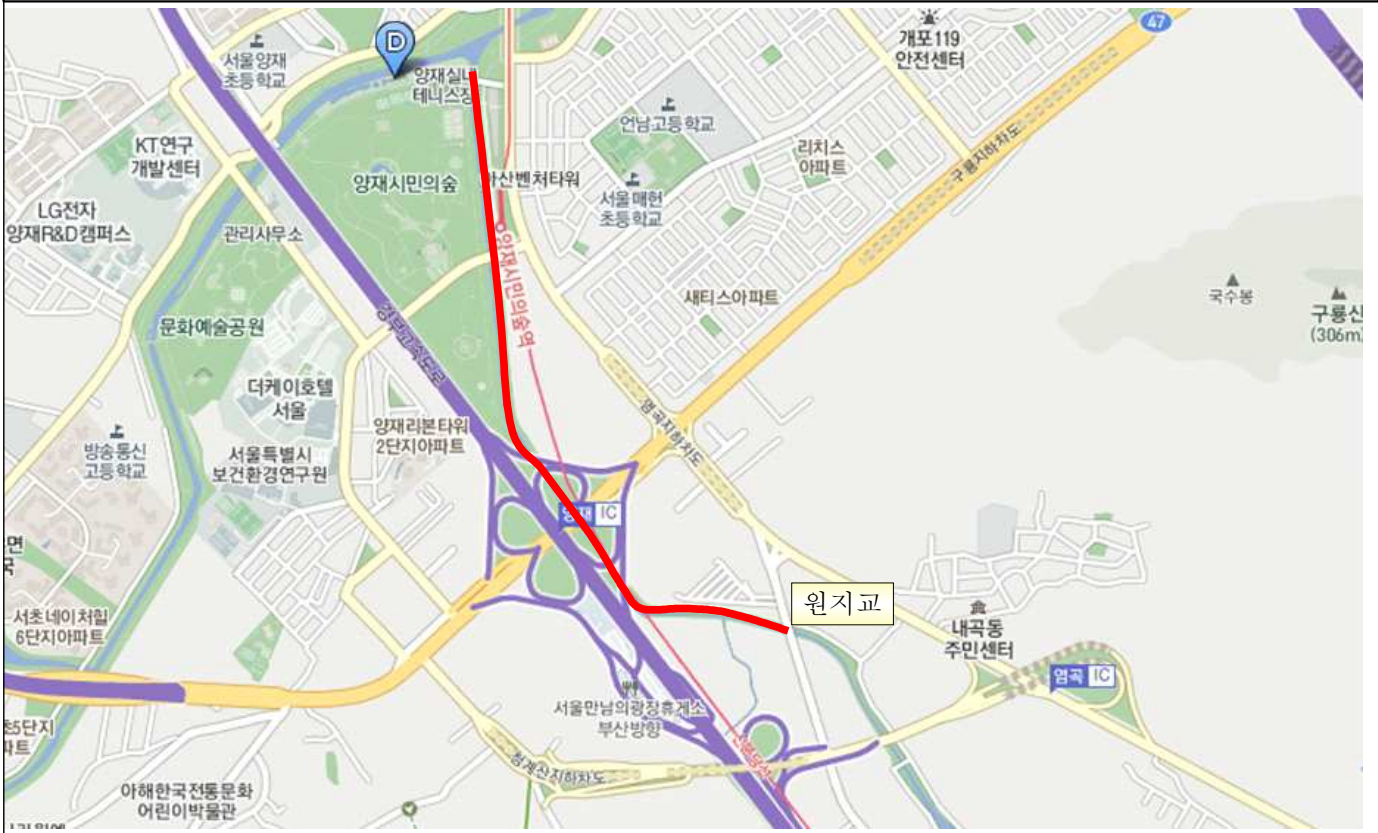 47
개포119
안전센터
D
서울양재
초등학교
양재실내
테니스장
언남고등학교
KT연구
개발센터
리치스
아파트
구룡지하차도
양재시민의숲
아산벤처타워
서울매헌
초등학교
LG전자
양재R&D캠퍼스
관리사무소
양재시민의숲역
새티스아파트
국수봉
구룡산
(306m)
경부고속도로
문화예술공원
더케이호텔
서울
양재리본타워
2단지아파트
염곡지하차도
방송통신
고등학교
서울특별시
보건환경연구원
양재 IC
원지교
서초네이처힐
6단지아파트
내곡동
주민센터
염곡 IC
서울만남의광장휴게소
부산방향
초5단지
파트
신분당선
청계산지하차도
아해한국전통문화
어린이박물관